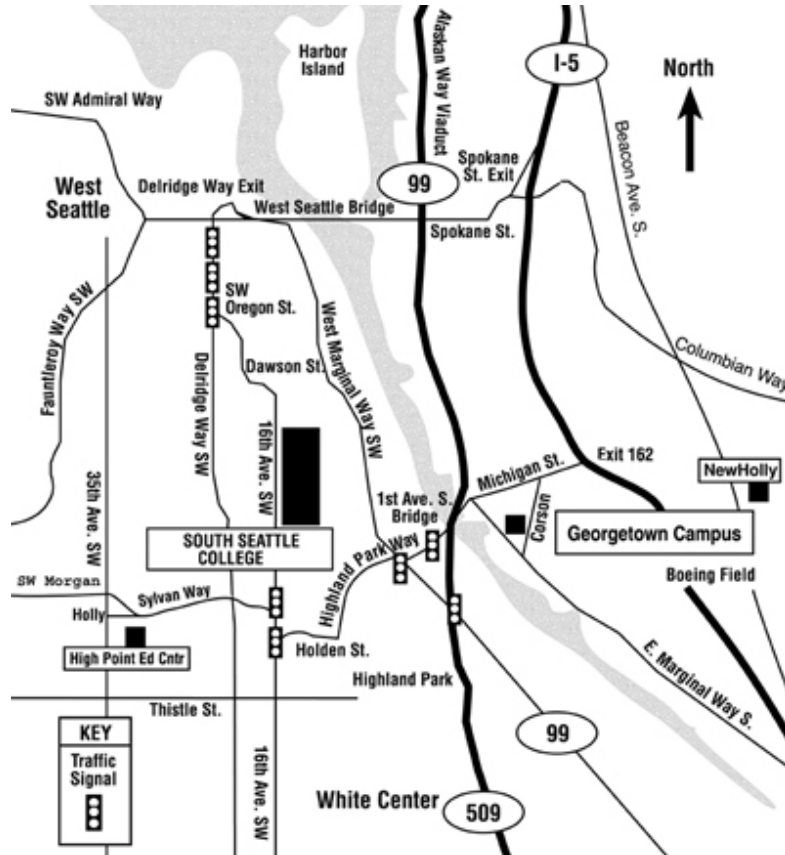 Harbor
Island
Alaskan Way Viaduct
I-5
North
SW Admiral Way
Beacon Ave. S.
West
Seattle
Delridge Way Exit
99
Spokane
St. Exit
West Seattle Bridge
Spokane St.
SW
Oregon St.
Fauntleroy Way SW
West Marginal Way SW
Dawson St.
Columbian Way
Delridge Way SW
16th Ave. SW
35th Ave. SW
Michigan St.
Exit 162
NewHolly
1st Ave. S.
Bridge
Corson
Georgetown Campus
SOUTH SEATTLE
COLLEGE
Highland Park Way
SW Morgan
Sylvan Way
Boeing Field
Holly
High Point Ed Cntr
Holden St.
E. Marginal Way S.
Highland Park
Thistle St.
KEY
Traffic
Signal
16th Ave. SW
35th Ave. SW
99
White Center
509